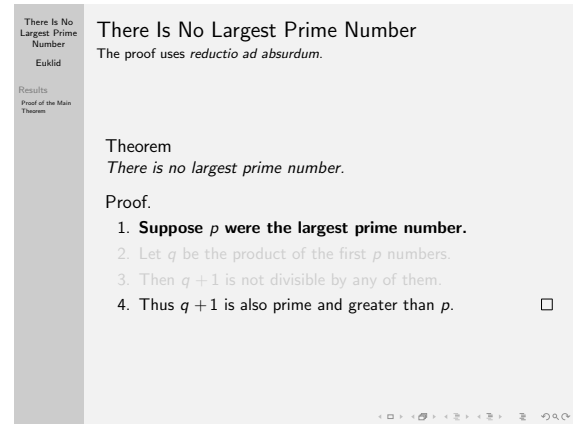 There Is No
Largest Prime
Number
Euklid
Results
Proof of the Main
Theorem
There Is No Largest Prime Number
The proof uses reductio ad absurdum.
Theorem
There is no largest prime number.
Proof.
1. Suppose p were the largest prime number.
2. Let q be the product of the first p numbers.
3. Then q + 1 is not divisible by any of them.
4. Thus q + 1 is also prime and greater than p.